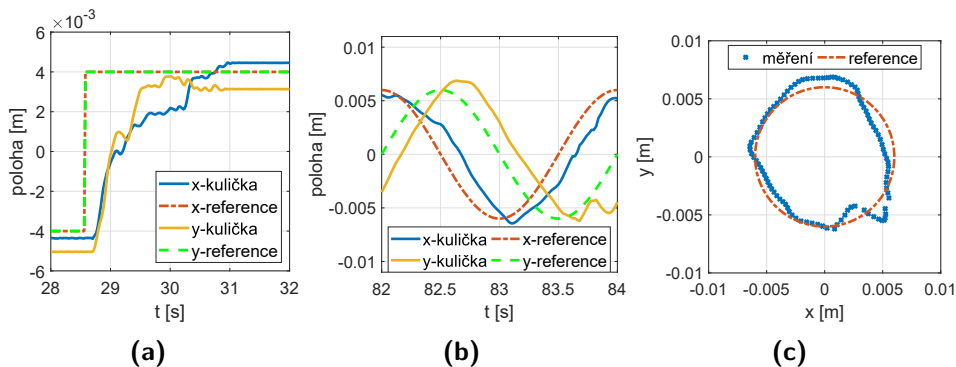 ×10⁻³
6
4
2
0
-2
-4
-6
poloha [m]
x-kulička
x-reference
y-kulička
y-reference
28 29 30 31 32
t [s]
(a)
0.01
0.005
0
-0.005
-0.01
poloha [m]
x-kulička x-reference
y-kulička y-reference
82 82.5 83 83.5 84
t [s]
(b)
0.01
0.005
0
-0.005
-0.01
y [m]
měření reference
-0.01 -0.005 0 0.005 0.01
x [m]
(c)